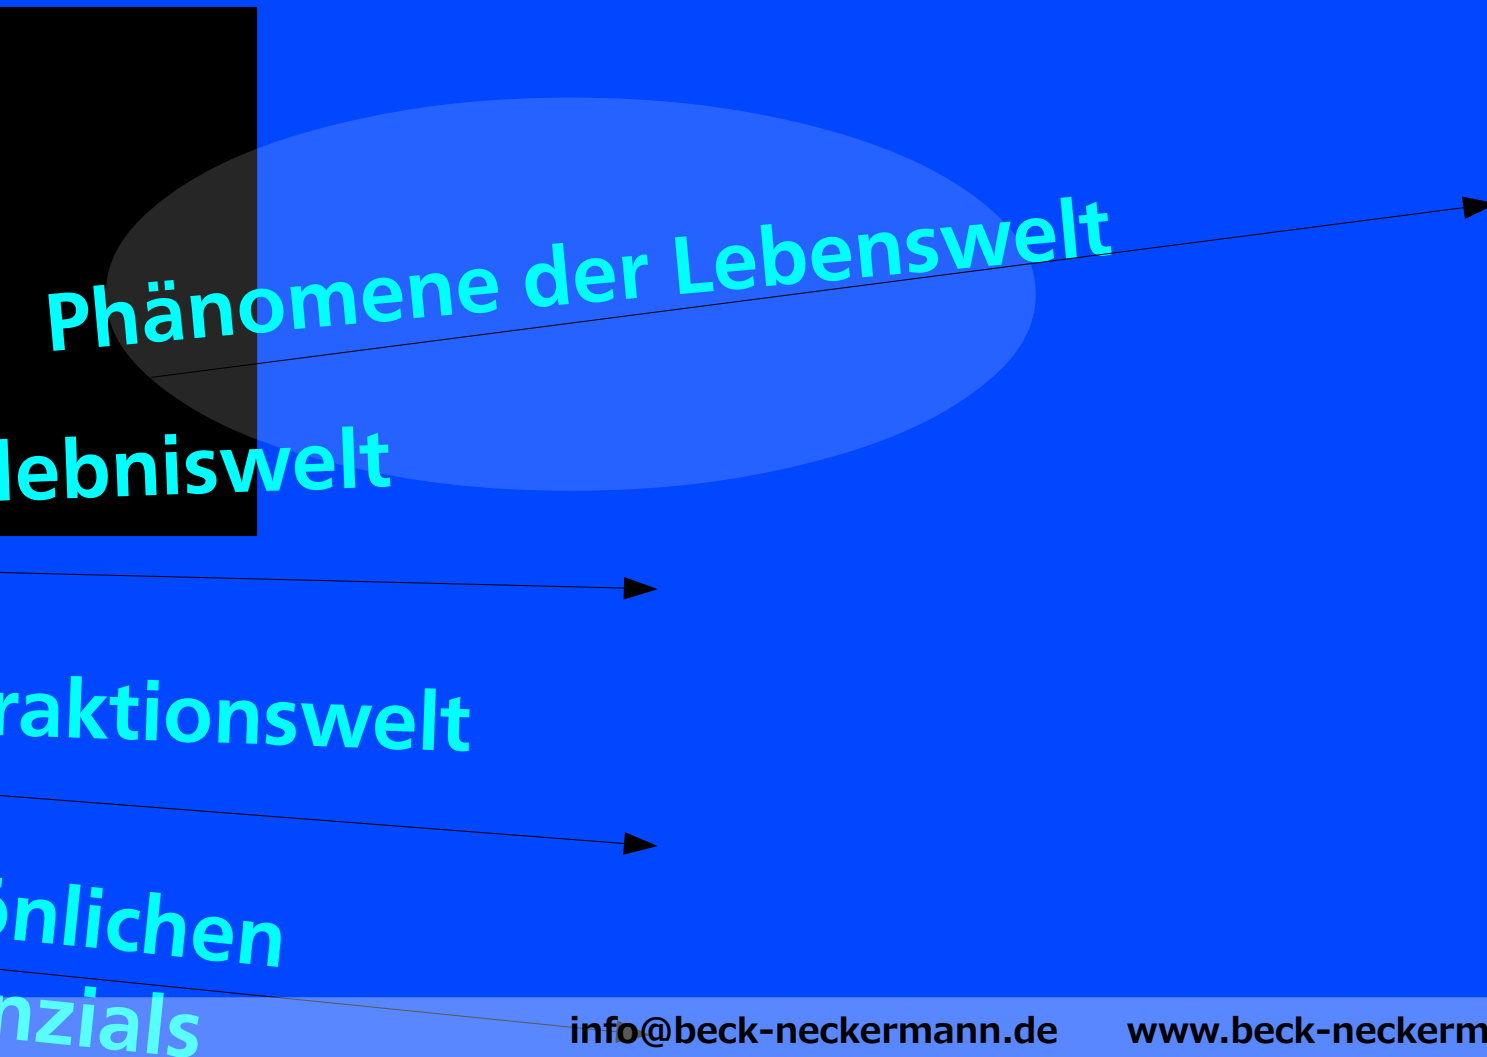 Phänomene der Lebenswelt
lebniswelt
raktionswelt
önlichen
nzials
info@beck-neckermann.de www.beck-neckerm